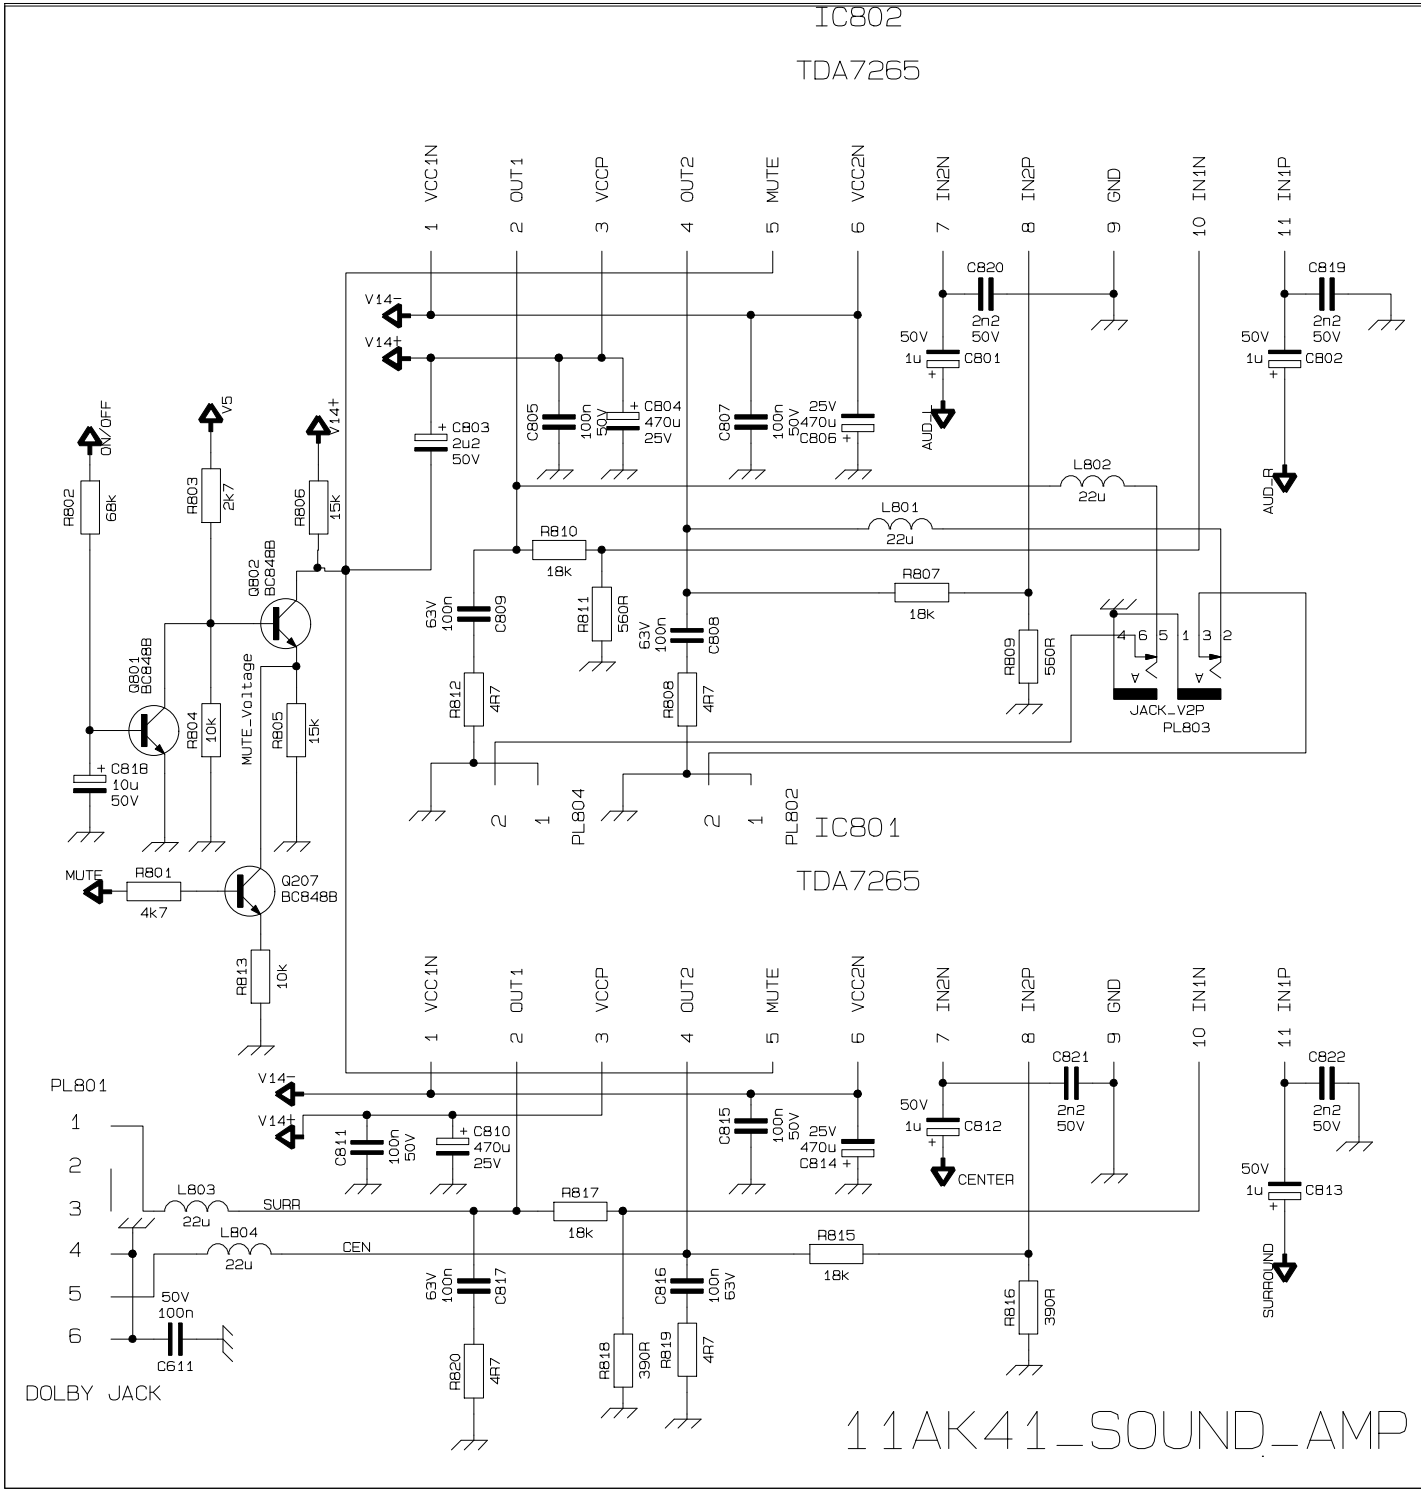 IC802
TDA7265
1 VCC1N
2 OUT1
3 VCCP
4 OUT2
5 MUTE
6 VCC2N
7 IN2N
8 IN2P
9 GND
10 IN1N
11 IN1P
V14-
V14+
C820
2n2
50V
C819
2n2
50V
50V
1u
C801
50V
1u
C802
AUD_L
AUD_R
C803
2u2
50V
C805
100n
50V
C804
470u
25V
C807
100n
50V
25V
470u
C806
ON/OFF
V5
V14+
R802
68k
R803
2k7
R806
15k
L802
22u
L801
22u
R810
18k
R807
18k
Q802
BC848B
63V
100n
C809
R811
560R
63V
100n
C808
R809
560R
Q801
BC848B
MUTE_Voltage
R804
10k
R805
15k
R812
4R7
R808
4R7
4 6 5 1 3 2
A
A
JACK_V2P
PL803
C818
10u
50V
2 1 PL804
2 1 PL802
IC801
TDA7265
MUTE
R801
4k7
Q207
BC848B
R813
10k
1 VCC1N
2 OUT1
3 VCCP
4 OUT2
5 MUTE
6 VCC2N
7 IN2N
8 IN2P
9 GND
10 IN1N
11 IN1P
V14-
V14+
C811
100n
50V
C810
470u
25V
C815
100n
50V
25V
470u
C814
50V
1u
C812
CENTER
C821
2n2
50V
C822
2n2
50V
50V
1u
C813
SURROUND
PL801
1
2
3
4
5
6
L803
22u
SURR
L804
22u
CEN
R817
18k
R815
18k
50V
100n
C611
63V
100n
C817
C816
100n
63V
R816
390R
R820
4R7
R818
390R
R819
4R7
DOLBY JACK
11AK41_SOUND_AMP